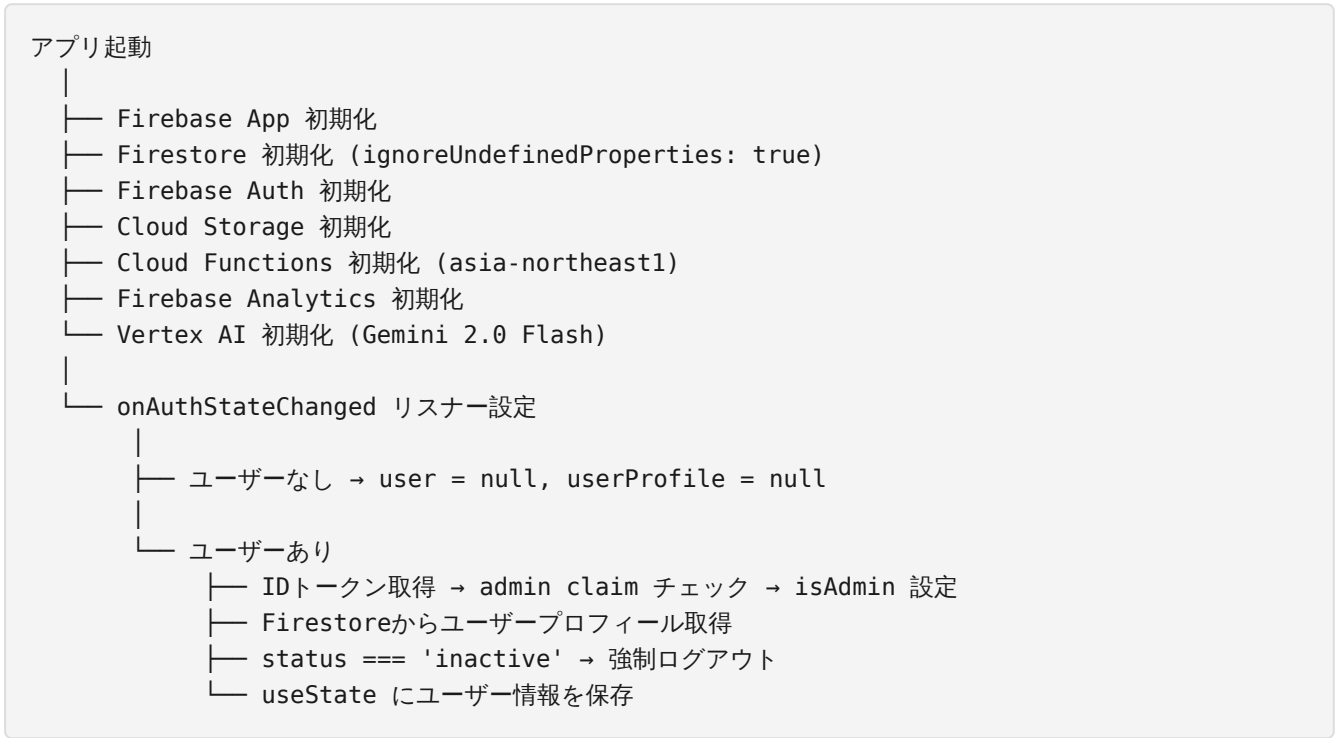 アプリ起動
│
├── Firebase App 初期化
├── Firestore 初期化 (ignoreUndefinedProperties: true)
├── Firebase Auth 初期化
├── Cloud Storage 初期化
├── Cloud Functions 初期化 (asia-northeast1)
├── Firebase Analytics 初期化
└── Vertex AI 初期化 (Gemini 2.0 Flash)
│
└── onAuthStateChanged リスナー設定
│
├── ユーザーなし → user = null, userProfile = null
│
└── ユーザーあり
├── IDトークン取得 → admin claim チェック → isAdmin 設定
├── Firestoreからユーザープロフィール取得
├── status === 'inactive' → 強制ログアウト
└── useState にユーザー情報を保存